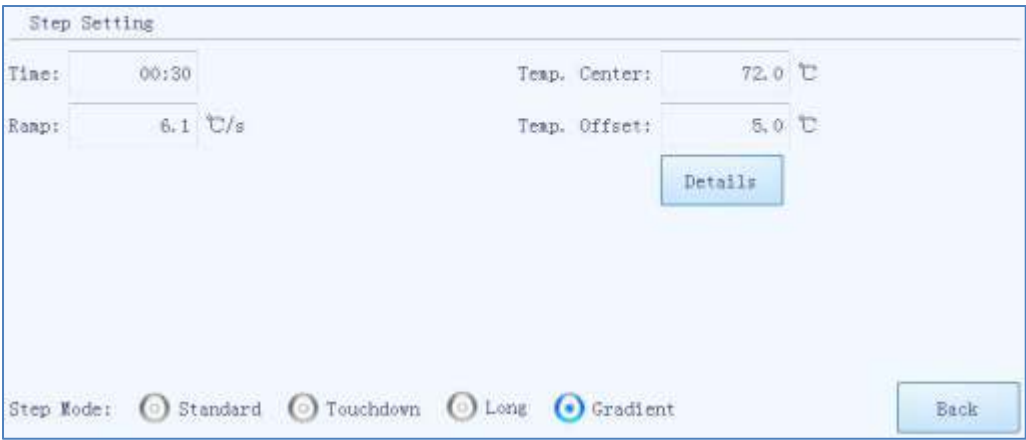 Step Setting
Time: 00:30 Temp. Center: 72.0 ℃
Ramp: 6.1 ℃/s Temp. Offset: 5.0 ℃
Details
Step Mode: Standard Touchdown Long Gradient Back